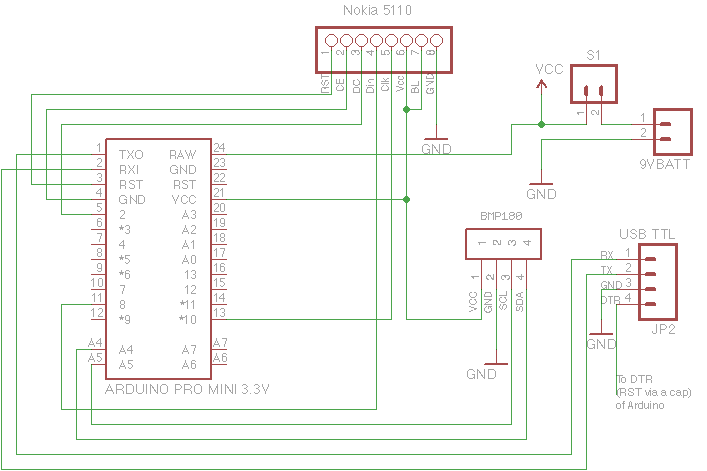 Nokia 5110
1
2
3
4
5
6
7
8
RST
CE
DC
Din
Clk
Vcc
BL
GND
GND
VCC
S1
1
2
1
2
9VBATT
GND
1 TXO RAW 24
2 RXI GND 23
3 RST RST 22
4 GND VCC 21
5 2 A3 20
6 *3 A2 19
7 4 A1 18
8 *5 A0 17
9 *6 13 16
10 7 12 15
11 8 *11 14
12 *9 *10 13
A4 A4 A7 A7
A5 A5 A6 A6
ARDUINO PRO MINI 3.3V
BMP180
1
2
3
4
1
2
3
4
VCC
GND
SCL
SDA
GND
USB TTL
RX 1
TX 2
GND 3
DTR 4
JP2
GND
To DTR
(RST via a cap)
of Arduino